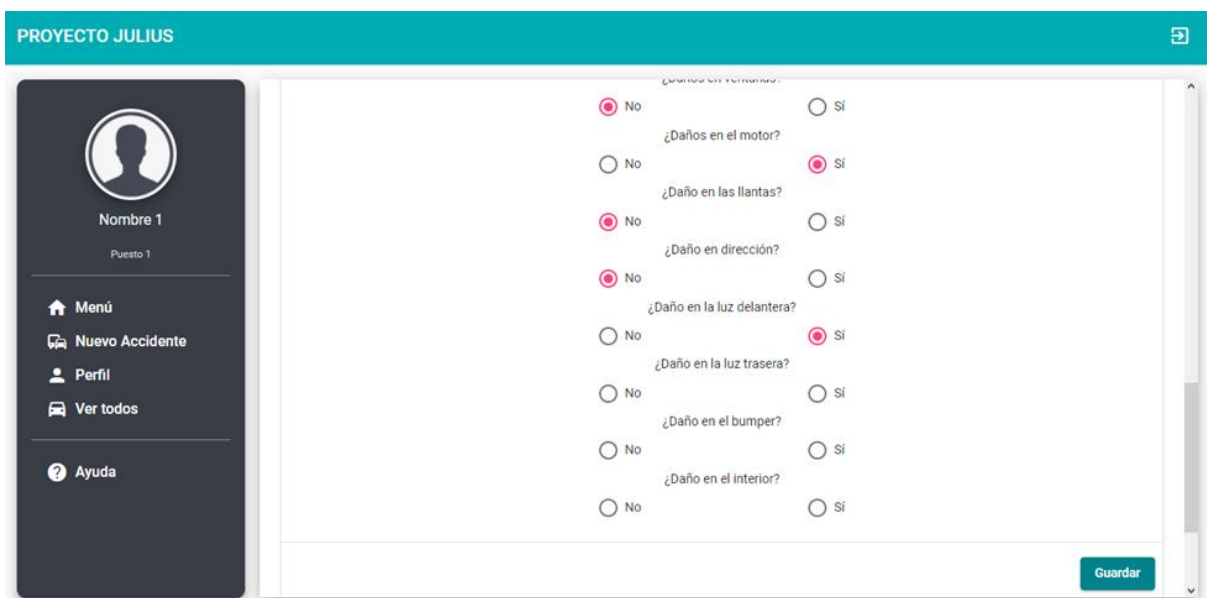 PROYECTO JULIUS
Nombre 1
Puesto 1
Menú
Nuevo Accidente
Perfil
Ver todos
Ayuda
¿Daños en ventanas?
No Sí
¿Daños en el motor?
No Sí
¿Daño en las llantas?
No Sí
¿Daño en dirección?
No Sí
¿Daño en la luz delantera?
No Sí
¿Daño en la luz trasera?
No Sí
¿Daño en el bumper?
No Sí
¿Daño en el interior?
No Sí
Guardar